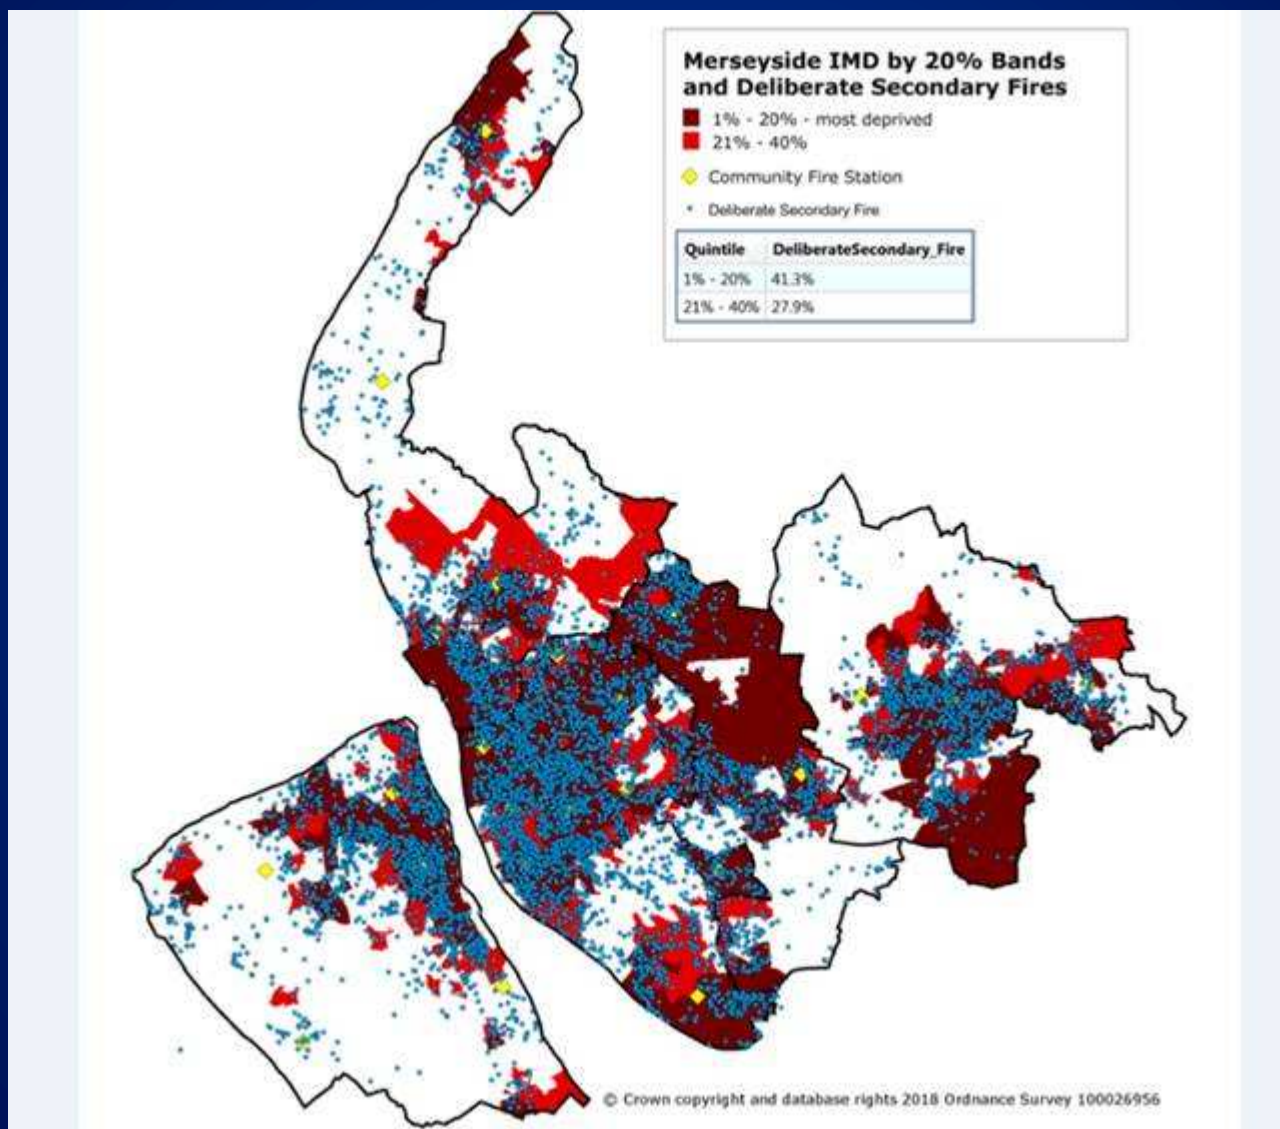 Merseyside IMD by 20% Bands
and Deliberate Secondary Fires
1% - 20% - most deprived
21% - 40%
Community Fire Station
Deliberate Secondary Fire
Quintile DeliberateSecondary_Fire
1% - 20% 41.3%
21% - 40% 27.9%
© Crown copyright and database rights 2018 Ordnance Survey 100026956